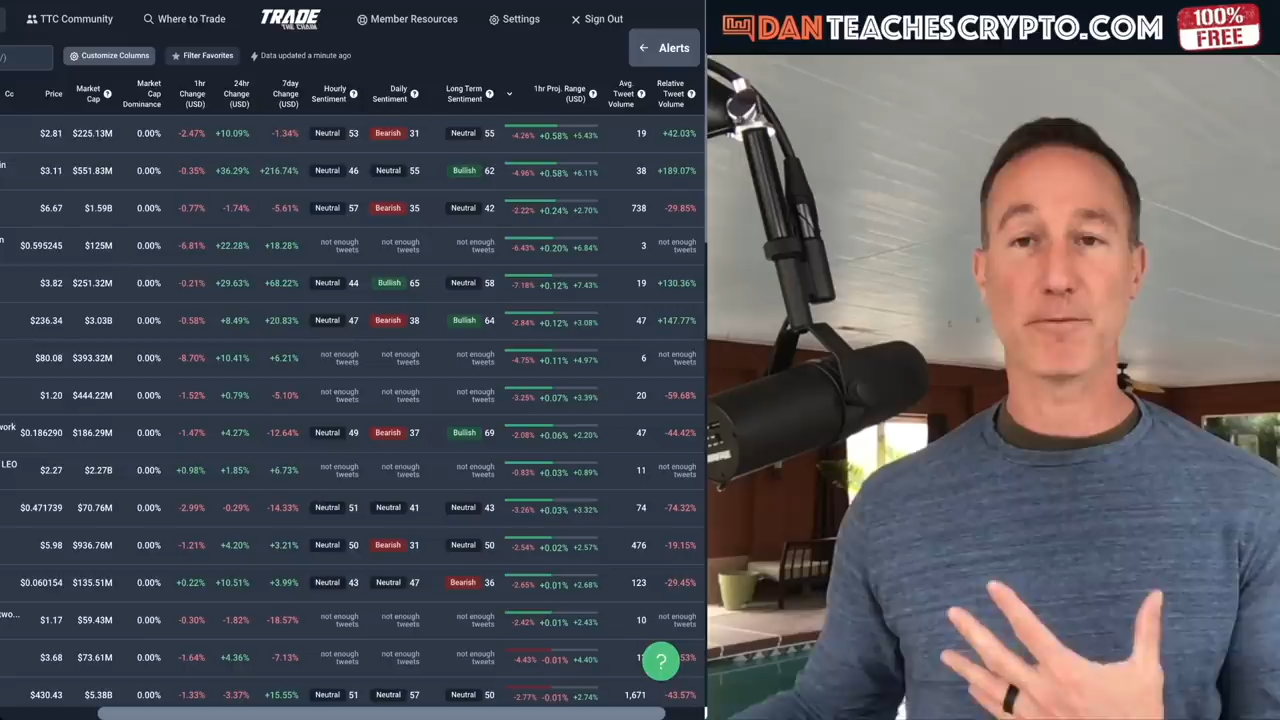 TTC Community
Where to Trade
TRADE
THE CHAIN
Member Resources
Settings
Sign Out
DANTEACHESCRYPTO.COM
100%
FREE
/)
Customize Columns
Filter Favorites
Data updated a minute ago
Alerts
Cc Price Market Cap ? Market Cap Dominance 1hr Change (USD) 24hr Change (USD) 7day Change (USD) Hourly Sentiment ? Daily Sentiment ? Long Term Sentiment ? 1hr Proj. Range (USD) ? Avg. Tweet Volume ? Relative Tweet Volume ?
$2.81 $225.13M 0.00% -2.47% +10.09% -1.34% Neutral 53 Bearish 31 Neutral 55 -4.26% +0.58% +5.43% 19 +42.03%
in $3.11 $551.83M 0.00% -0.35% +36.29% +216.74% Neutral 46 Neutral 55 Bullish 62 -4.96% +0.58% +6.11% 38 +189.07%
$6.67 $1.59B 0.00% -0.77% -1.74% -5.61% Neutral 57 Bearish 35 Neutral 42 -2.22% +0.24% +2.70% 738 -29.85%
n $0.595245 $125M 0.00% -6.81% +22.28% +18.28% not enough tweets not enough tweets not enough tweets -6.43% +0.20% +6.84% 3 not enough tweets
$3.82 $251.32M 0.00% -0.21% +29.63% +68.22% Neutral 44 Bullish 65 Neutral 58 -7.18% +0.12% +7.43% 19 +130.36%
$236.34 $3.03B 0.00% -0.58% +8.49% +20.83% Neutral 47 Bearish 38 Bullish 64 -2.84% +0.12% +3.08% 47 +147.77%
$80.08 $393.32M 0.00% -8.70% +10.41% +6.21% not enough tweets not enough tweets not enough tweets -4.75% +0.11% +4.97% 6 not enough tweets
$1.20 $444.22M 0.00% -1.52% +0.79% -5.10% not enough tweets not enough tweets not enough tweets -3.25% +0.07% +3.39% 20 -59.68%
work $0.186290 $186.29M 0.00% -1.47% +4.27% -12.64% Neutral 49 Bearish 37 Bullish 69 -2.08% +0.06% +2.20% 47 -44.42%
LEO $2.27 $2.27B 0.00% +0.98% +1.85% +6.73% not enough tweets not enough tweets not enough tweets -0.83% +0.03% +0.89% 11 not enough tweets
$0.471739 $70.76M 0.00% -2.99% -0.29% -14.33% Neutral 51 Neutral 41 Neutral 43 -3.26% +0.03% +3.32% 74 -74.32%
$5.98 $936.76M 0.00% -1.21% +4.20% +3.21% Neutral 50 Bearish 31 Neutral 50 -2.54% +0.02% +2.57% 476 -19.15%
$0.060154 $135.51M 0.00% +0.22% +10.51% +3.99% Neutral 43 Neutral 47 Bearish 36 -2.65% +0.01% +2.68% 123 -29.45%
wo... $1.17 $59.43M 0.00% -0.30% -1.82% -18.57% not enough tweets not enough tweets not enough tweets -2.42% +0.01% +2.43% 10 not enough tweets
$3.68 $73.61M 0.00% -1.64% +4.36% -7.13% not enough tweets not enough tweets not enough tweets -4.43% -0.01% +4.40% ?
$430.43 $5.38B 0.00% -1.33% -3.37% +15.55% Neutral 51 Neutral 57 Neutral 50 -2.77% -0.01% +2.74% 1,671 -43.57%